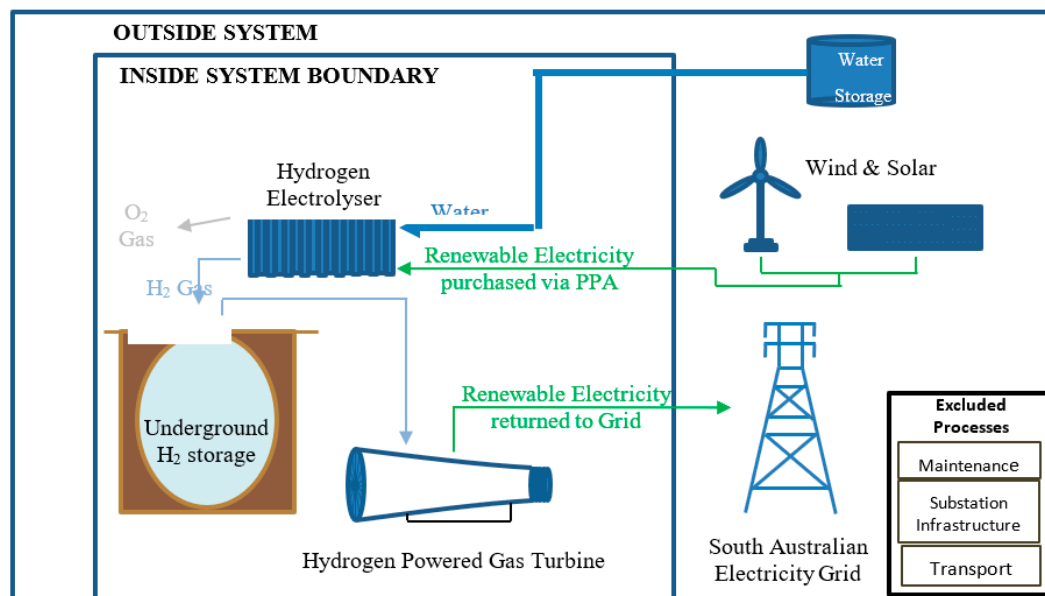 OUTSIDE SYSTEM
INSIDE SYSTEM BOUNDARY
Water
Storage
Wind & Solar
Hydrogen
Electrolyser
O₂
Gas
Water
Renewable Electricity
purchased via PPA
H₂ Gas
Underground
H₂ storage
Renewable Electricity
returned to Grid
Hydrogen Powered Gas Turbine
South Australian
Electricity Grid
Excluded
Processes
Maintenance
Substation
Infrastructure
Transport